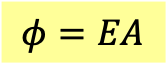 ϕ = EA